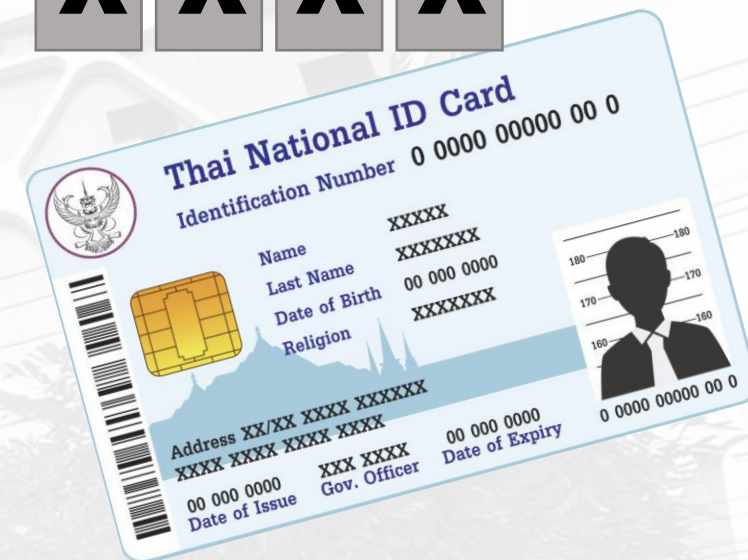 X X X X
Thai National ID Card
Identification Number 0 0000 00000 00 0
Name XXXXX
Last Name XXXXXXX
Date of Birth 00 000 0000
Religion XXXXXXX
180 180
170 170
160 160
0 0000 00000 00 0
Address XX/XX XXXX XXXXXX
XXXX XXXX XXXX XXXX
00 000 0000
Date of Issue
XXX XXXX
Gov. Officer
00 000 0000
Date of Expiry